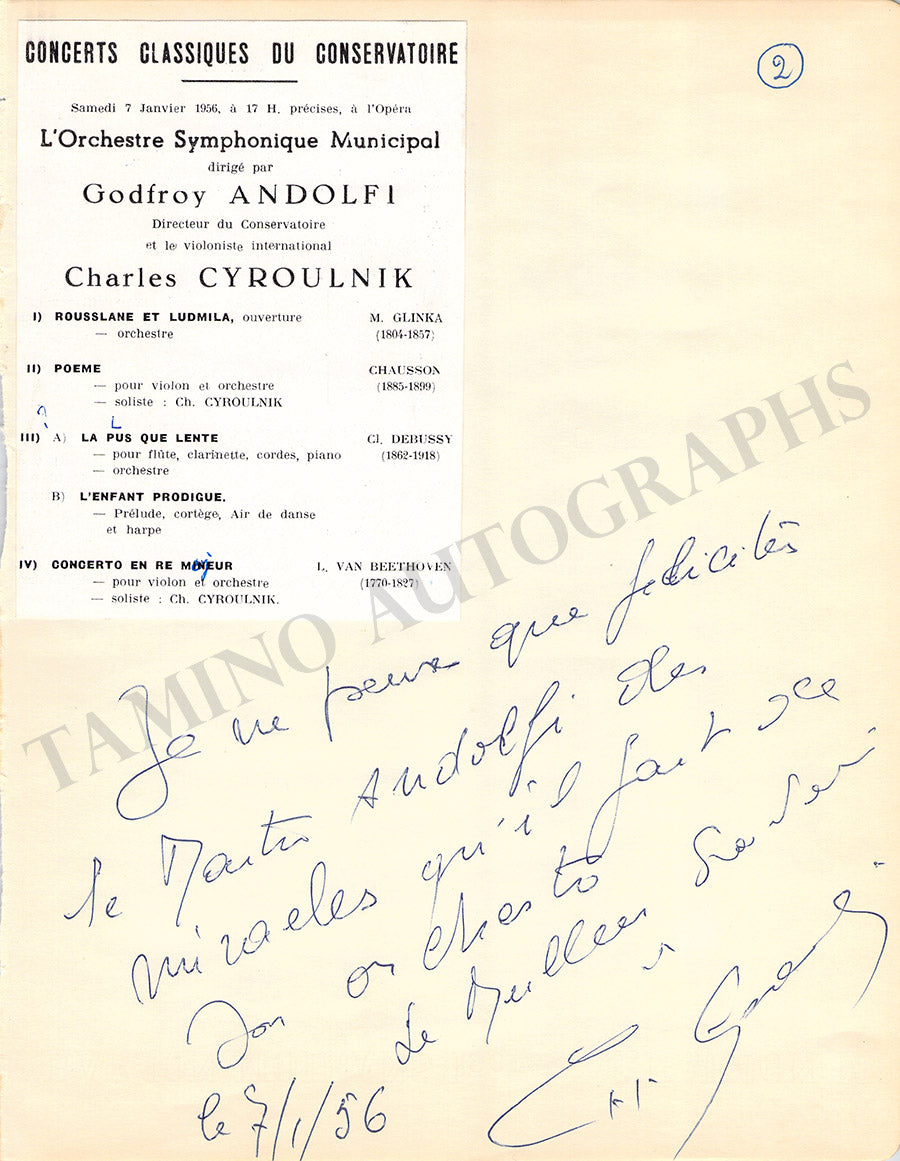 CONCERTS CLASSIQUES DU CONSERVATOIRE
2
Samedi 7 Janvier 1956, à 17 H. précises, à l'Opéra
L'Orchestre Symphonique Municipal
dirigé par
Godfroy ANDOLFI
Directeur du Conservatoire
et le violoniste international
Charles CYROULNIK
I) ROUSSLANE ET LUDMILA, ouverture M. GLINKA
— orchestre (1804-1857)
II) POEME CHAUSSON
— pour violon et orchestre (1885-1899)
— soliste : Ch. CYROULNIK
L
III) A) LA PUS QUE LENTE Cl. DEBUSSY
— pour flûte, clarinette, cordes, piano (1862-1918)
— orchestre
B) L'ENFANT PRODIGUE.
— Prélude, cortège, Air de danse
et harpe
IV) CONCERTO EN RE MINEUR L. VAN BEETHOVEN
— pour violon et orchestre (1770-1827)
— soliste : Ch. CYROULNIK.
TAMINO AUTOGRAPHS
Je ne peux que féliciter
le Maître Andolfi des
miracles qu'il fait
son orchestre
Le Meilleur Souvenir
le 7/1/56